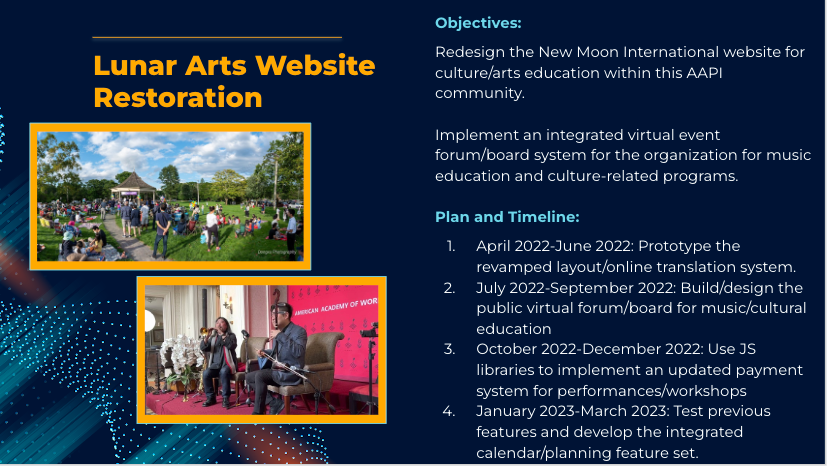 Lunar Arts Website
Restoration
AMERICAN ACADEMY OF WOR
Objectives:
Redesign the New Moon International website for
culture/arts education within this AAPI
community.
Implement an integrated virtual event
forum/board system for the organization for music
education and culture-related programs.
Plan and Timeline:
1. April 2022-June 2022: Prototype the
revamped layout/online translation system.
2. July 2022-September 2022: Build/design the
public virtual forum/board for music/cultural
education
3. October 2022-December 2022: Use JS
libraries to implement an updated payment
system for performances/workshops
4. January 2023-March 2023: Test previous
features and develop the integrated
calendar/planning feature set.